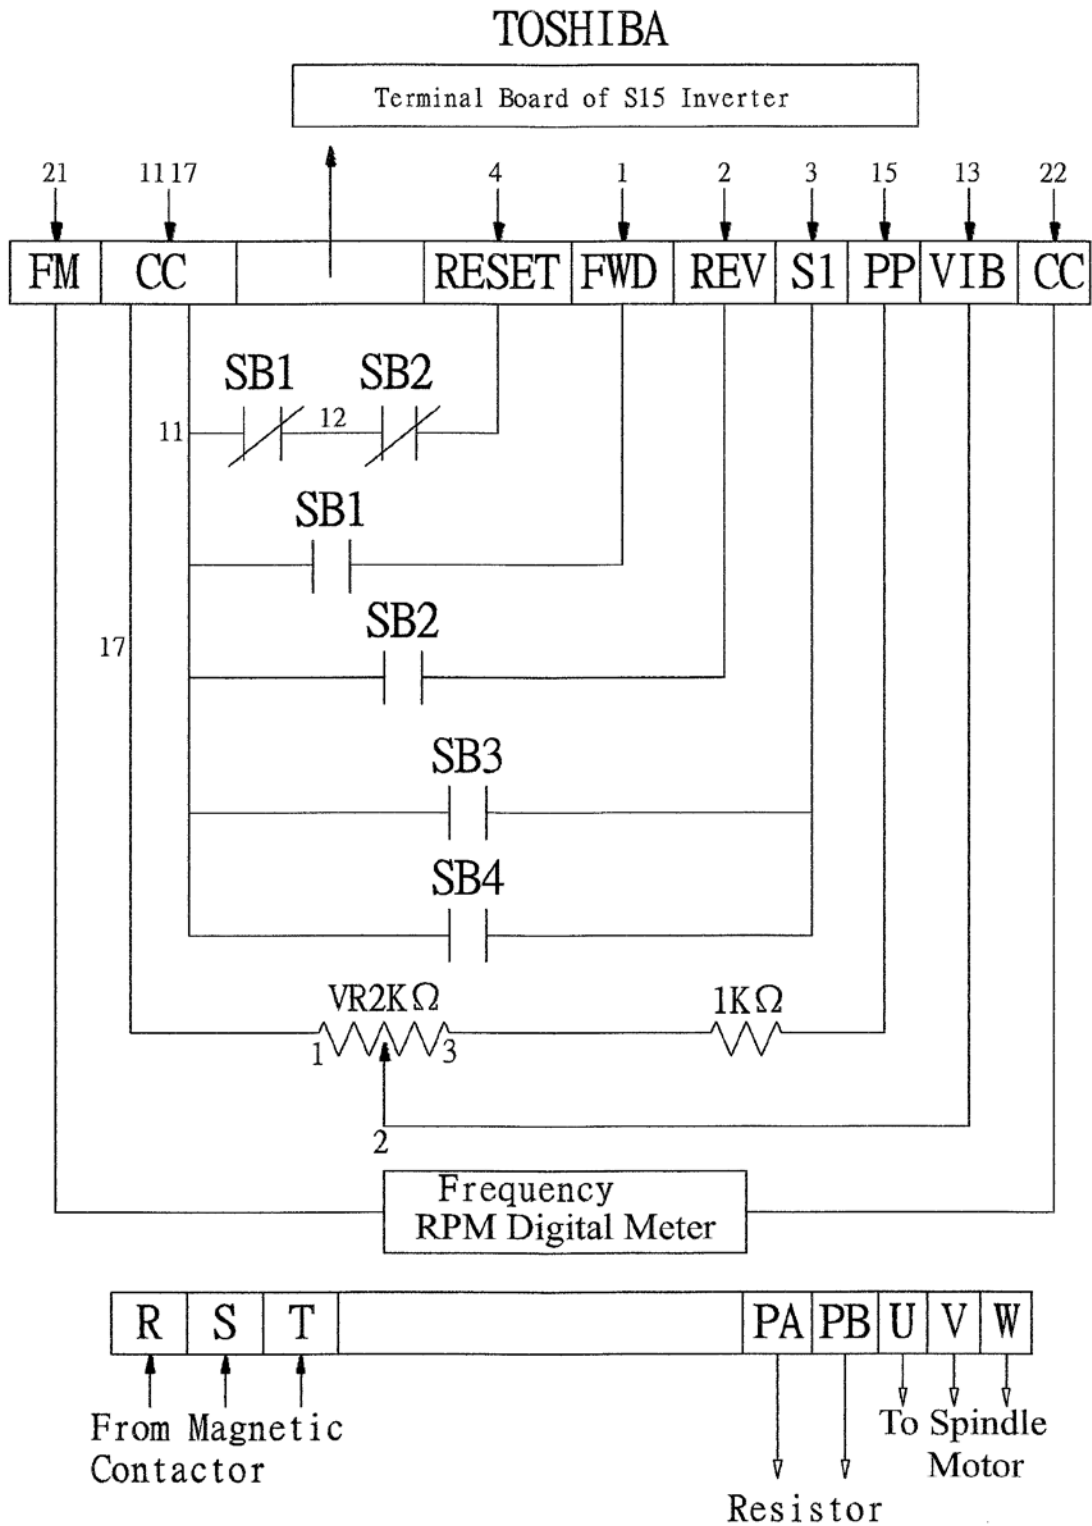 TOSHIBA
Terminal Board of S15 Inverter
21 11 17 4 1 2 3 15 13 22
FM CC RESET FWD REV S1 PP VIB CC
SB1 SB2
11 12
SB1
SB2
17
SB3
SB4
VR2KΩ 1KΩ
1 3
2
Frequency
RPM Digital Meter
R S T PA PB U V W
From Magnetic
Contactor
To Spindle
Motor
Resistor